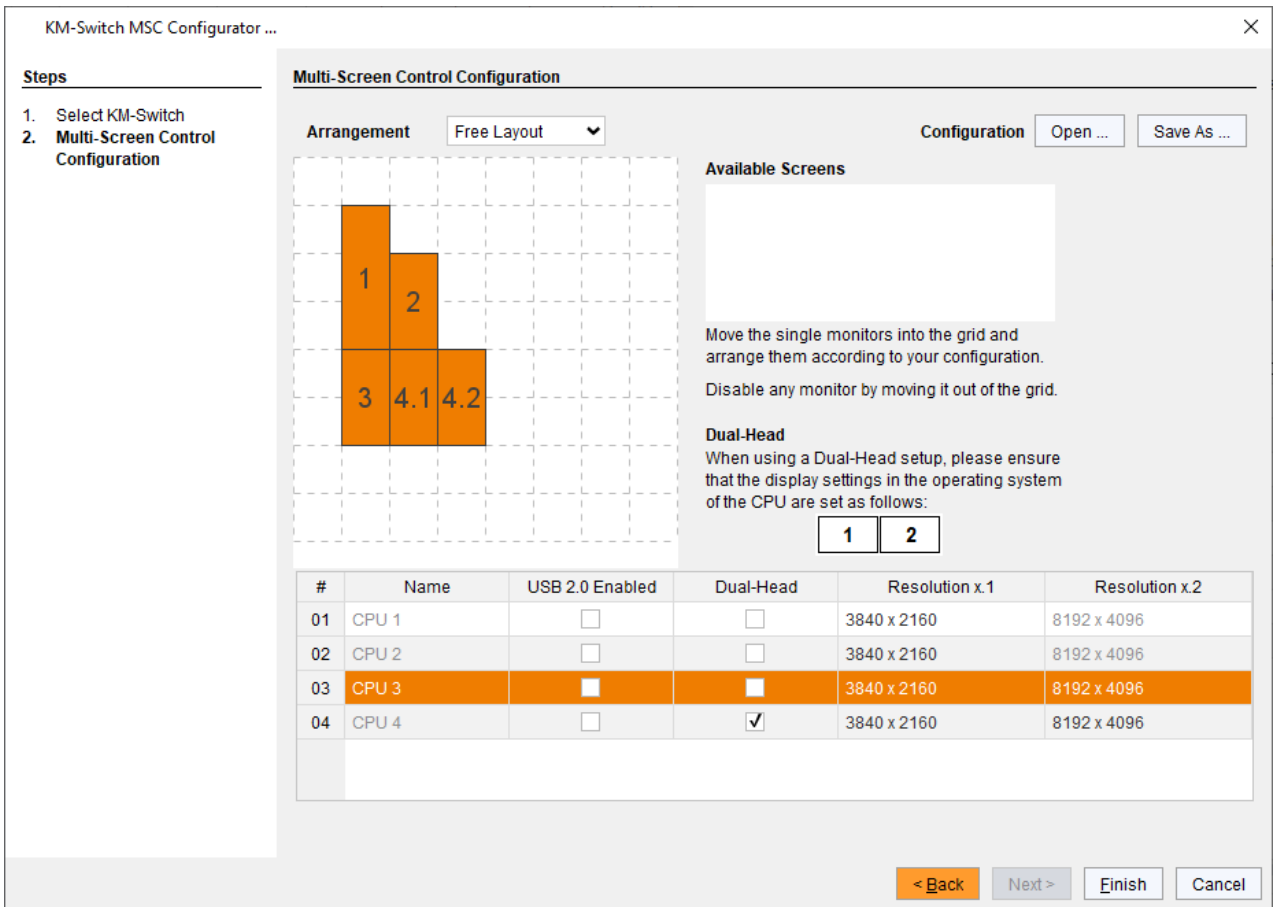 KM-Switch MSC Configurator ...
Steps
1. Select KM-Switch
2. Multi-Screen Control
Configuration
Multi-Screen Control Configuration
Arrangement Free Layout Configuration Open ... Save As ...
Available Screens
1
2
3 4.1 4.2
Move the single monitors into the grid and
arrange them according to your configuration.
Disable any monitor by moving it out of the grid.
Dual-Head
When using a Dual-Head setup, please ensure
that the display settings in the operating system
of the CPU are set as follows:
1 2
# Name USB 2.0 Enabled Dual-Head Resolution x.1 Resolution x.2
01 CPU 1 3840 x 2160 8192 x 4096
02 CPU 2 3840 x 2160 8192 x 4096
03 CPU 3 3840 x 2160 8192 x 4096
04 CPU 4 3840 x 2160 8192 x 4096
< Back Next > Finish Cancel